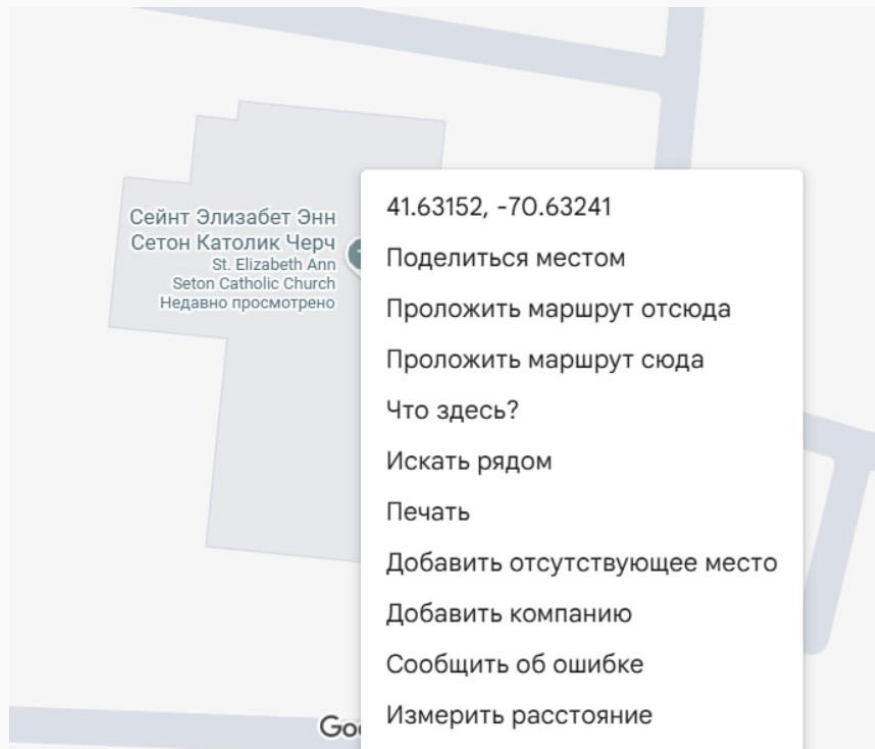 Сейнт Элизабет Энн
Сетон Католик Черч
St. Elizabeth Ann
Seton Catholic Church
Недавно просмотрено
41.63152, -70.63241
Поделиться местом
Проложить маршрут отсюда
Проложить маршрут сюда
Что здесь?
Искать рядом
Печать
Добавить отсутствующее место
Добавить компанию
Сообщить об ошибке
Измерить расстояние